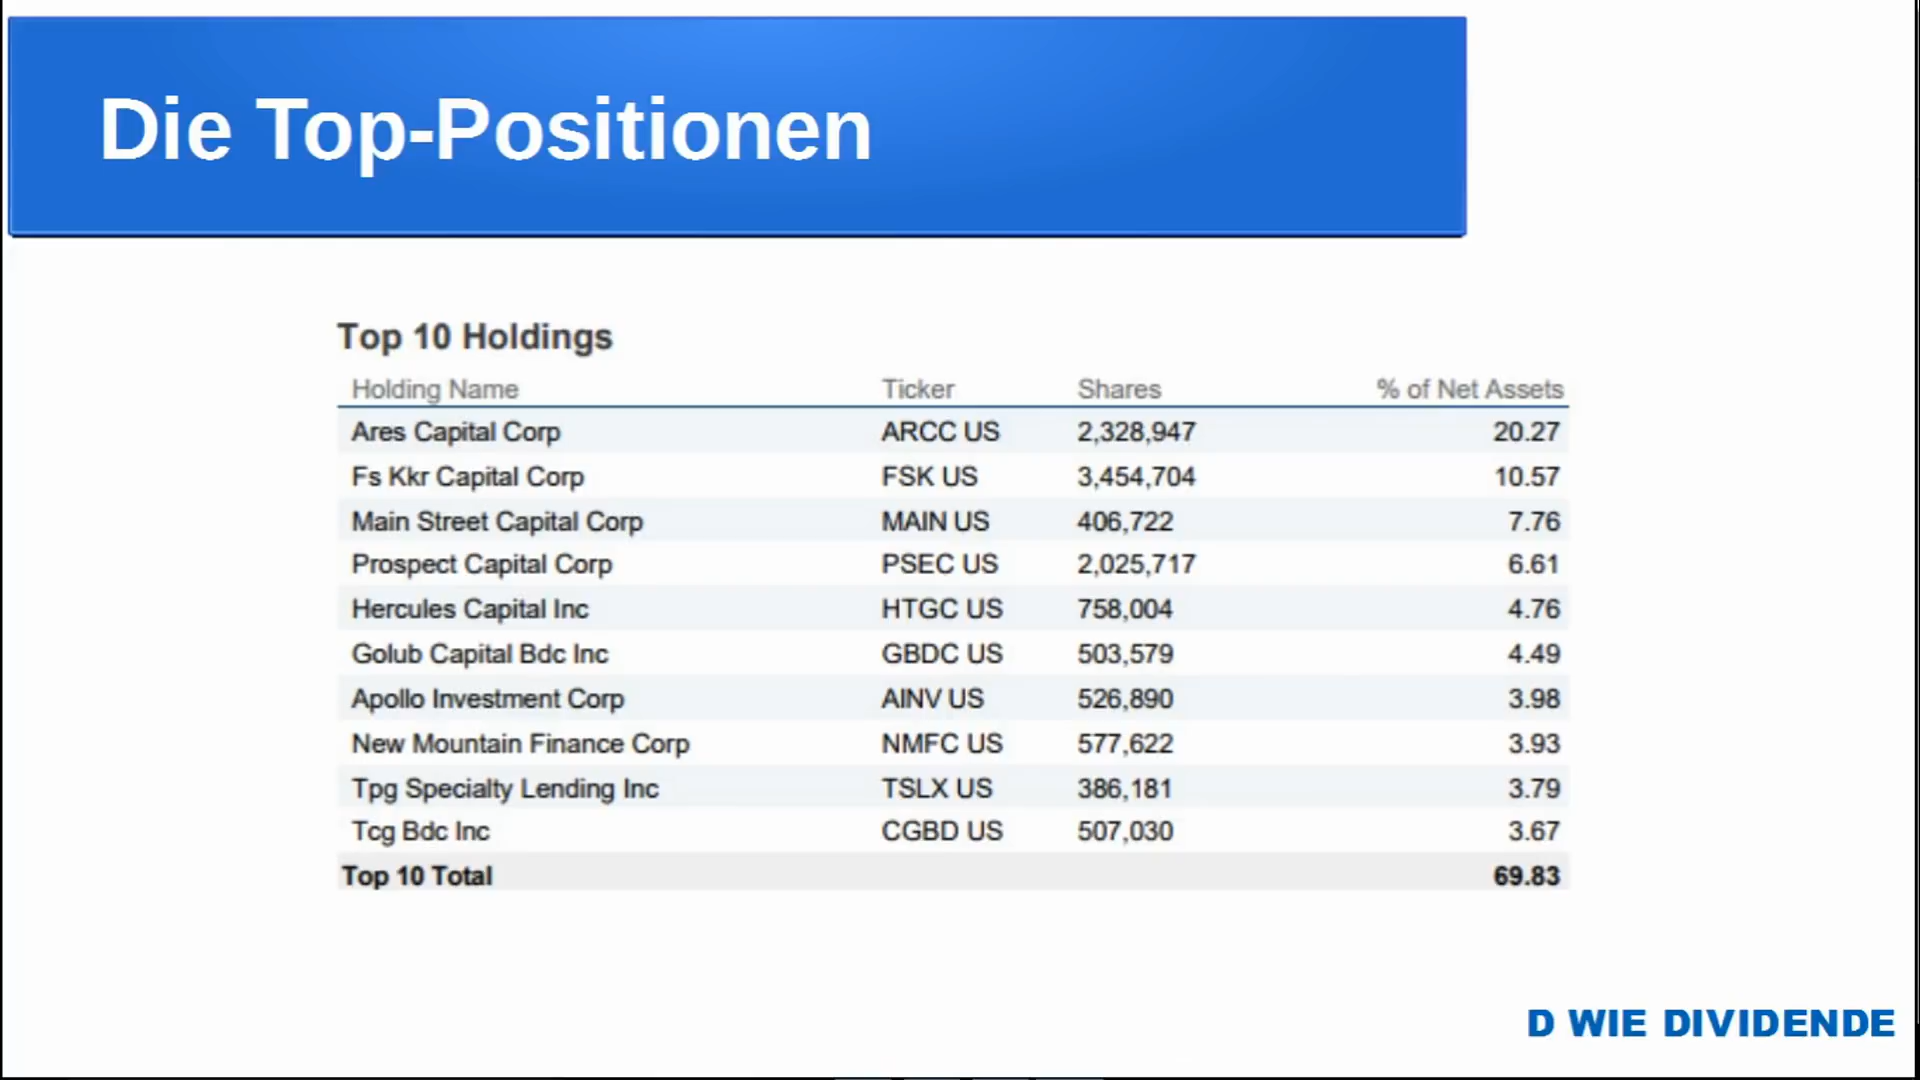 Die Top-Positionen
Top 10 Holdings
Holding Name Ticker Shares % of Net Assets
Ares Capital Corp ARCC US 2,328,947 20.27
Fs Kkr Capital Corp FSK US 3,454,704 10.57
Main Street Capital Corp MAIN US 406,722 7.76
Prospect Capital Corp PSEC US 2,025,717 6.61
Hercules Capital Inc HTGC US 758,004 4.76
Golub Capital Bdc Inc GBDC US 503,579 4.49
Apollo Investment Corp AINV US 526,890 3.98
New Mountain Finance Corp NMFC US 577,622 3.93
Tpg Specialty Lending Inc TSLX US 386,181 3.79
Tcg Bdc Inc CGBD US 507,030 3.67
Top 10 Total 69.83
D WIE DIVIDENDE